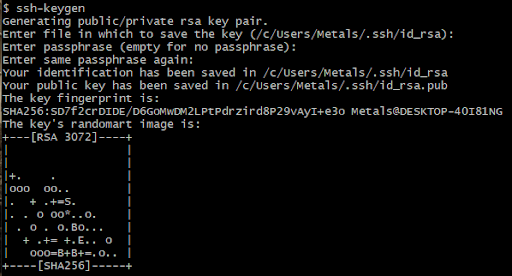 $ ssh-keygen
Generating public/private rsa key pair.
Enter file in which to save the key (/c/Users/Metals/.ssh/id_rsa):
Enter passphrase (empty for no passphrase):
Enter same passphrase again:
Your identification has been saved in /c/Users/Metals/.ssh/id_rsa
Your public key has been saved in /c/Users/Metals/.ssh/id_rsa.pub
The key fingerprint is:
SHA256:SD7f2crDIDE/D6GoMwDM2LPtPdrzird8P29vAyI+e3o Metals@DESKTOP-40I81NG
The key's randomart image is:
+---[RSA 3072]----+
|                 |
|                 |
|+.    .          |
|ooo  oo..        |
|.  + .+=S.       |
|. . o oo*..o.    |
| . o . o.Bo...   |
|  + .+= +.E.. o  |
|   ooo=B+B+=.o.. |
+----[SHA256]-----+